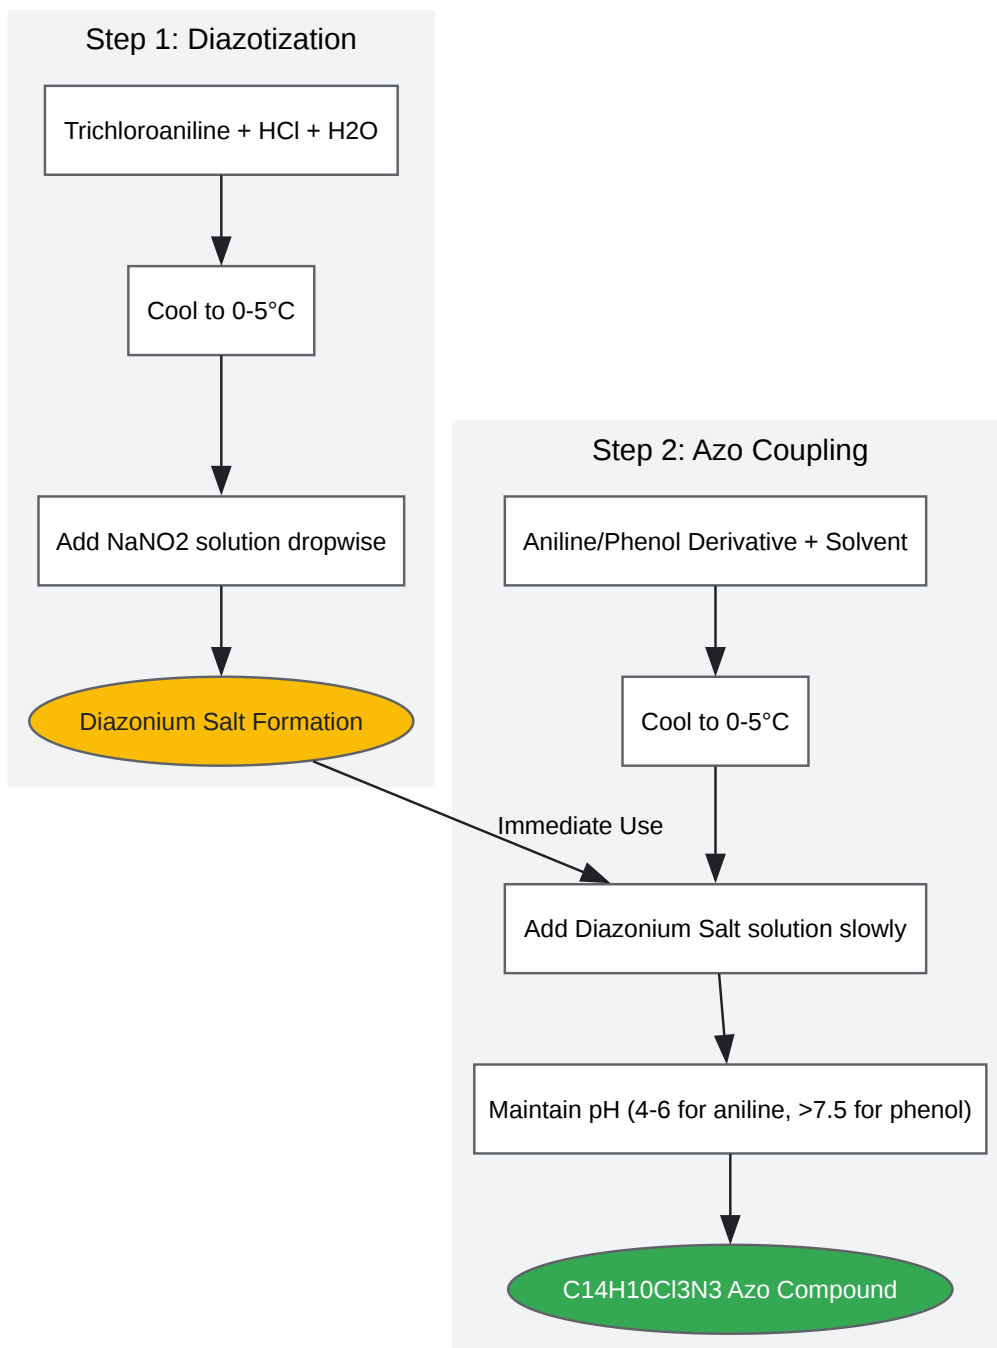 Step 1: Diazotization
Trichloroaniline + HCl + H2O
Cool to 0-5°C
Add NaNO2 solution dropwise
Diazonium Salt Formation
Immediate Use
Step 2: Azo Coupling
Aniline/Phenol Derivative + Solvent
Cool to 0-5°C
Add Diazonium Salt solution slowly
Maintain pH (4-6 for aniline, >7.5 for phenol)
C14H10Cl3N3 Azo Compound